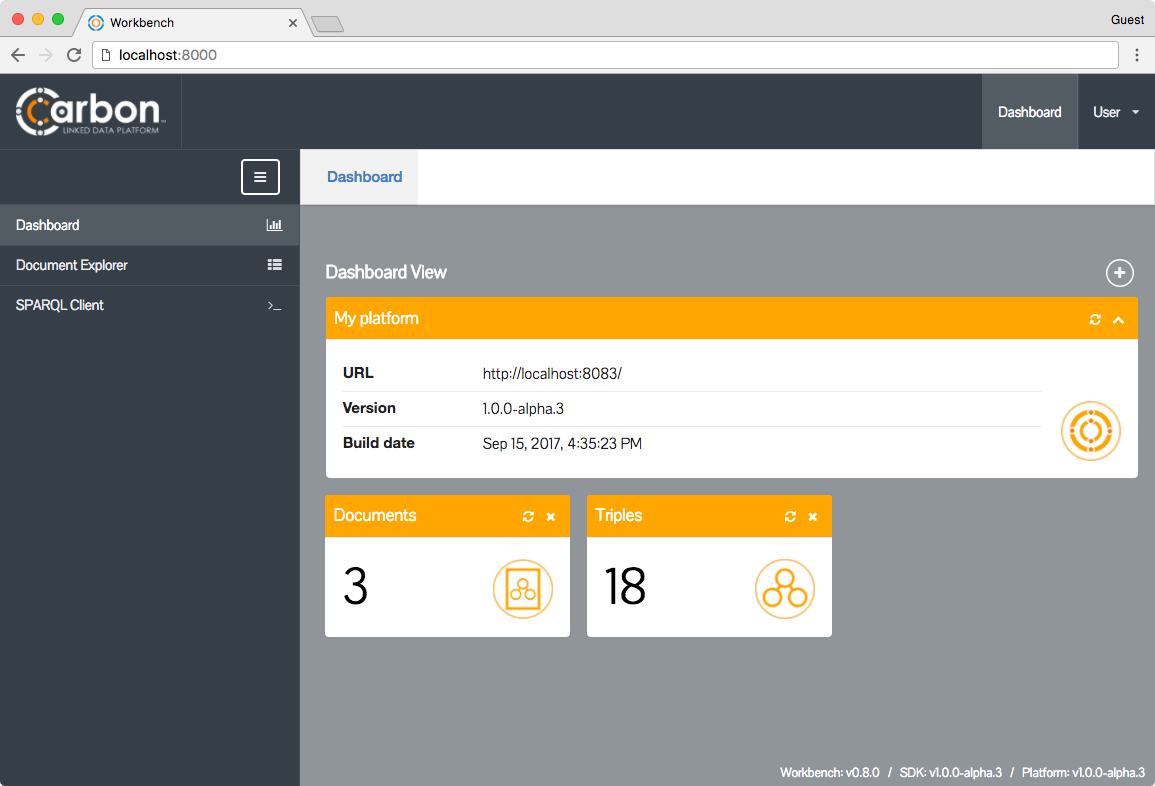 Workbench
Guest
localhost:8000
Carbon
LINKED DATA PLATFORM
Dashboard
User
Dashboard
Dashboard
Document Explorer
SPARQL Client
Dashboard View
My platform
URL http://localhost:8083/
Version 1.0.0-alpha.3
Build date Sep 15, 2017, 4:35:23 PM
Documents
Triples
3
18
Workbench: v0.8.0 / SDK: v1.0.0-alpha.3 / Platform: v1.0.0-alpha.3